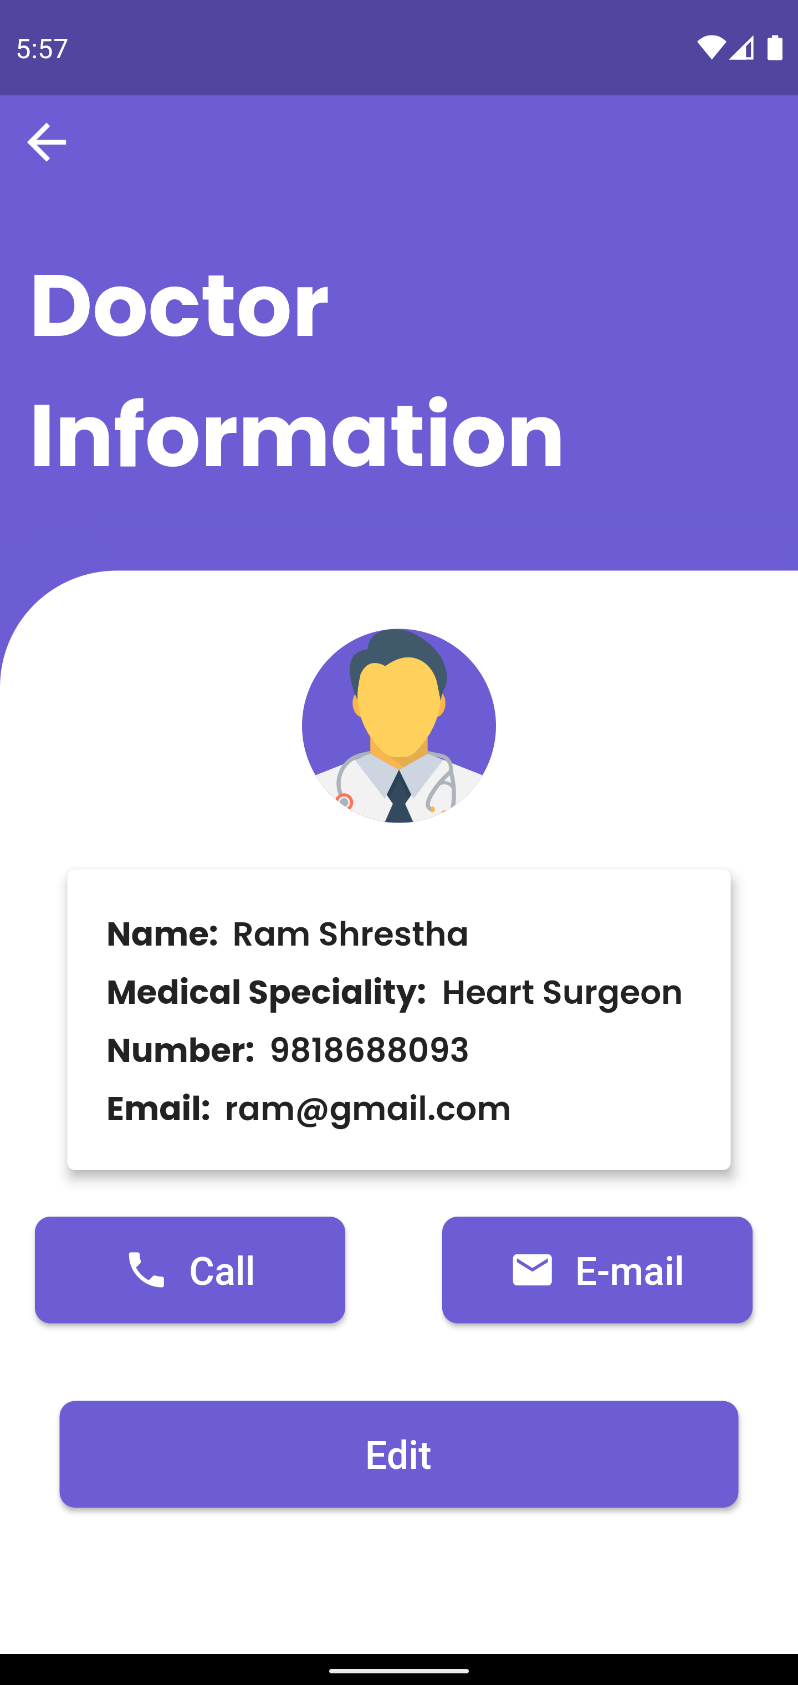 5:57
Doctor
Information
Name: Ram Shrestha
Medical Speciality: Heart Surgeon
Number: 9818688093
Email: ram@gmail.com
Call
E-mail
Edit